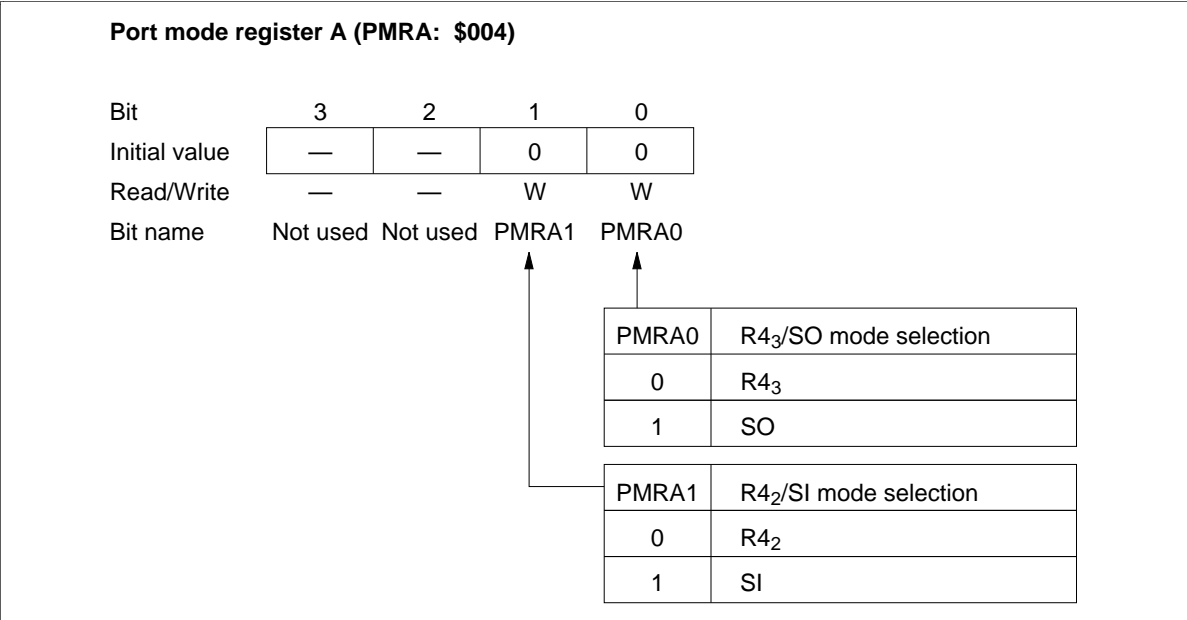 Port mode register A (PMRA: $004)
Bit 3 2 1 0
Initial value — — 0 0
Read/Write — — W W
Bit name Not used Not used PMRA1 PMRA0
PMRA0 R4₃/SO mode selection
0 R4₃
1 SO
PMRA1 R4₂/SI mode selection
0 R4₂
1 SI